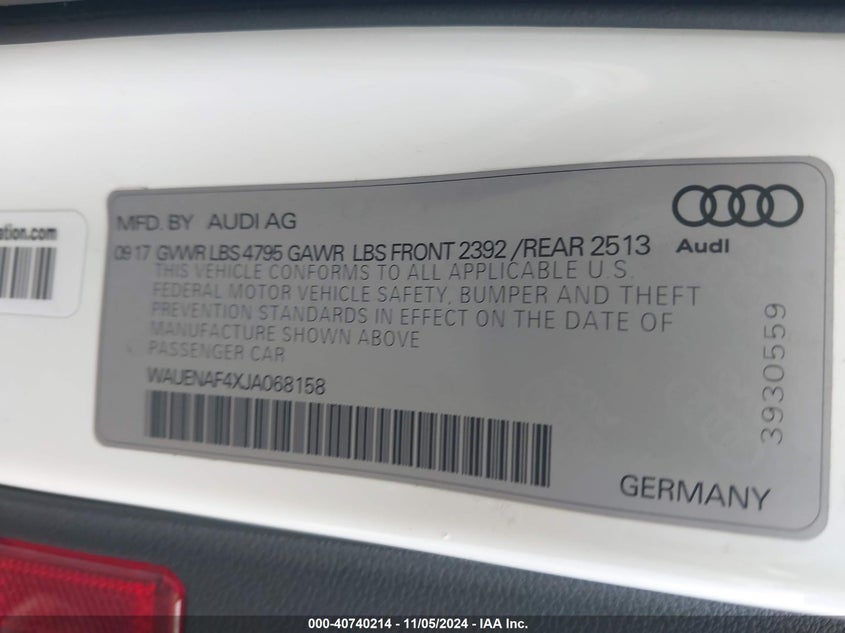 MFD. BY AUDI AG
Audi
09 17 GVWR LBS 4795 GAWR LBS FRONT 2392 /REAR 2513
THIS VEHICLE CONFORMS TO ALL APPLICABLE U.S.
FEDERAL MOTOR VEHICLE SAFETY, BUMPER AND THEFT
PREVENTION STANDARDS IN EFFECT ON THE DATE OF
MANUFACTURE SHOWN ABOVE
PASSENGER CAR
WAUENAF4XJA068158
3930559
GERMANY
000-40740214 - 11/05/2024 - IAA Inc.